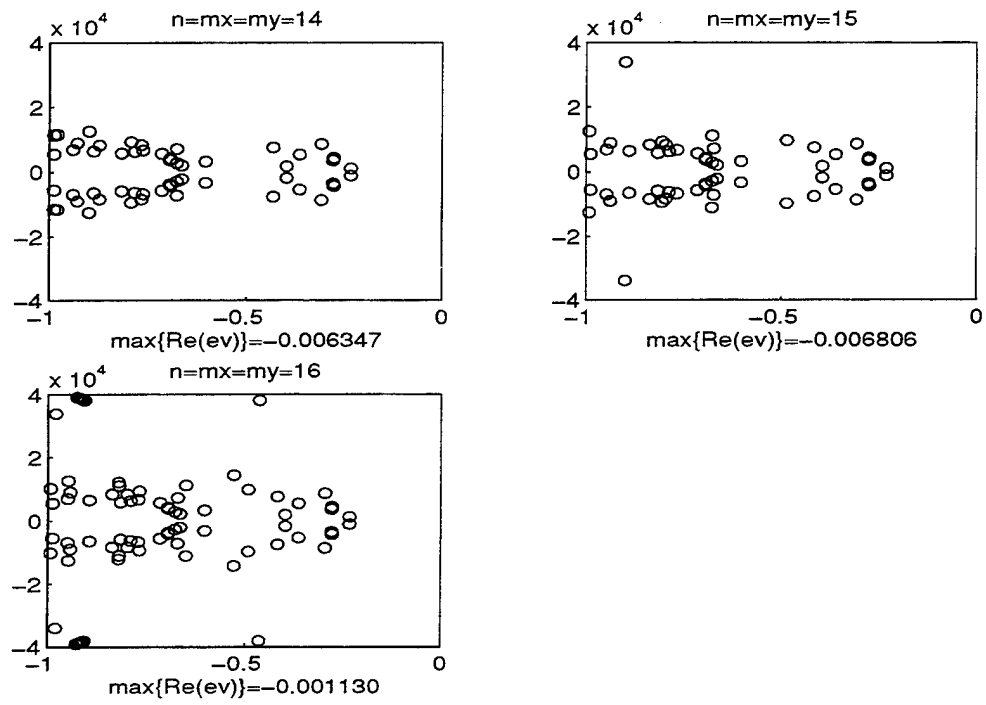 n=mx=my=14
x 10^4
4
2
0
−2
−4
−1
−0.5
0
max{Re(ev)}=−0.006347
n=mx=my=15
x 10^4
4
2
0
−2
−4
−1
−0.5
0
max{Re(ev)}=−0.006806
n=mx=my=16
x 10^4
4
2
0
−2
−4
−1
−0.5
0
max{Re(ev)}=−0.001130